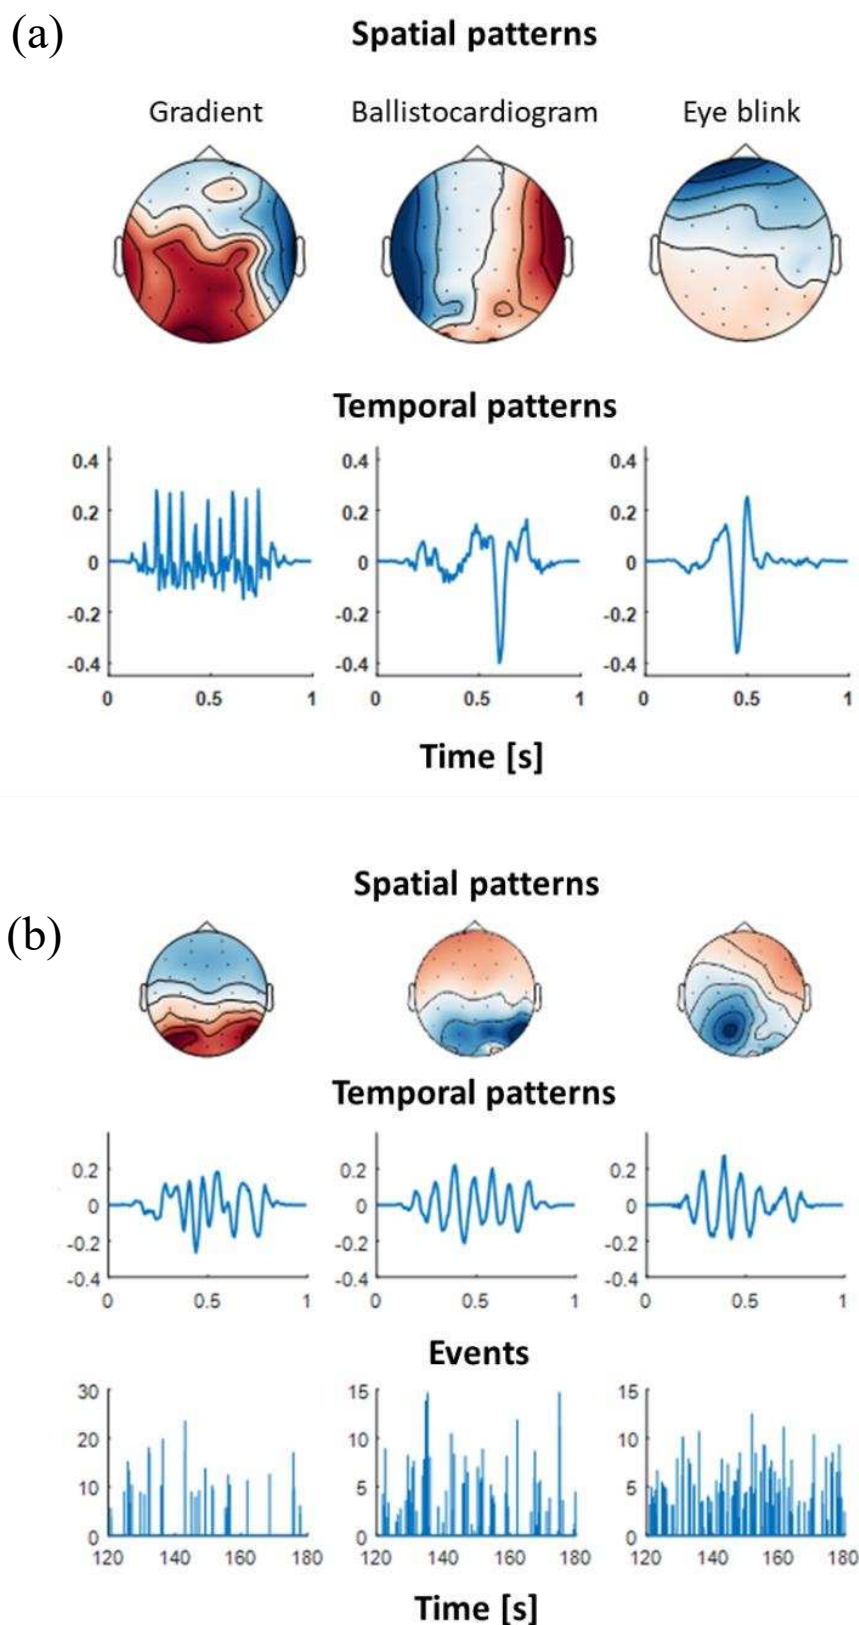 (a)
Spatial patterns
Gradient Ballistocardiogram Eye blink
Temporal patterns
0.4 0.4 0.4
0.2 0.2 0.2
0 0 0
-0.2 -0.2 -0.2
-0.4 -0.4 -0.4
0 0.5 1 0 0.5 1 0 0.5 1
Time [s]
Spatial patterns
(b)
Temporal patterns
0.2 0.2 0.2
0 0 0
-0.2 -0.2 -0.2
-0.4 -0.4 -0.4
0 0.5 1 0 0.5 1 0 0.5 1
Events
30 15 15
20 10 10
10 5 5
0 0 0
120 140 160 180 120 140 160 180 120 140 160 180
Time [s]